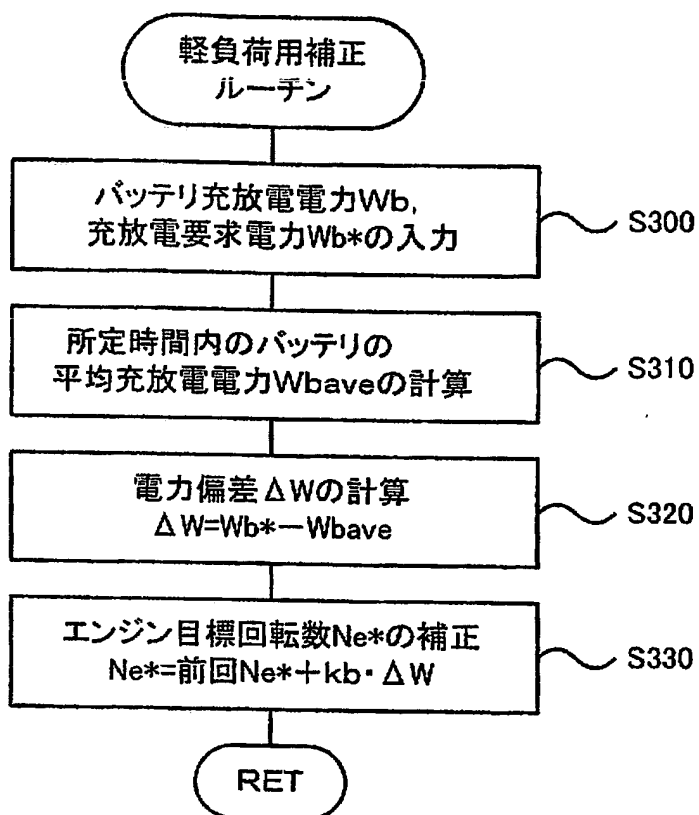 軽負荷用補正
ルーチン
バッテリ充放電電力Wb,
充放電要求電力Wb*の入力
S300
所定時間内のバッテリの
平均充放電電力Wbaveの計算
S310
電力偏差ΔWの計算
ΔW=Wb*－Wbave
S320
エンジン目標回転数Ne*の補正
Ne*=前回Ne*＋kb・ΔW
S330
RET